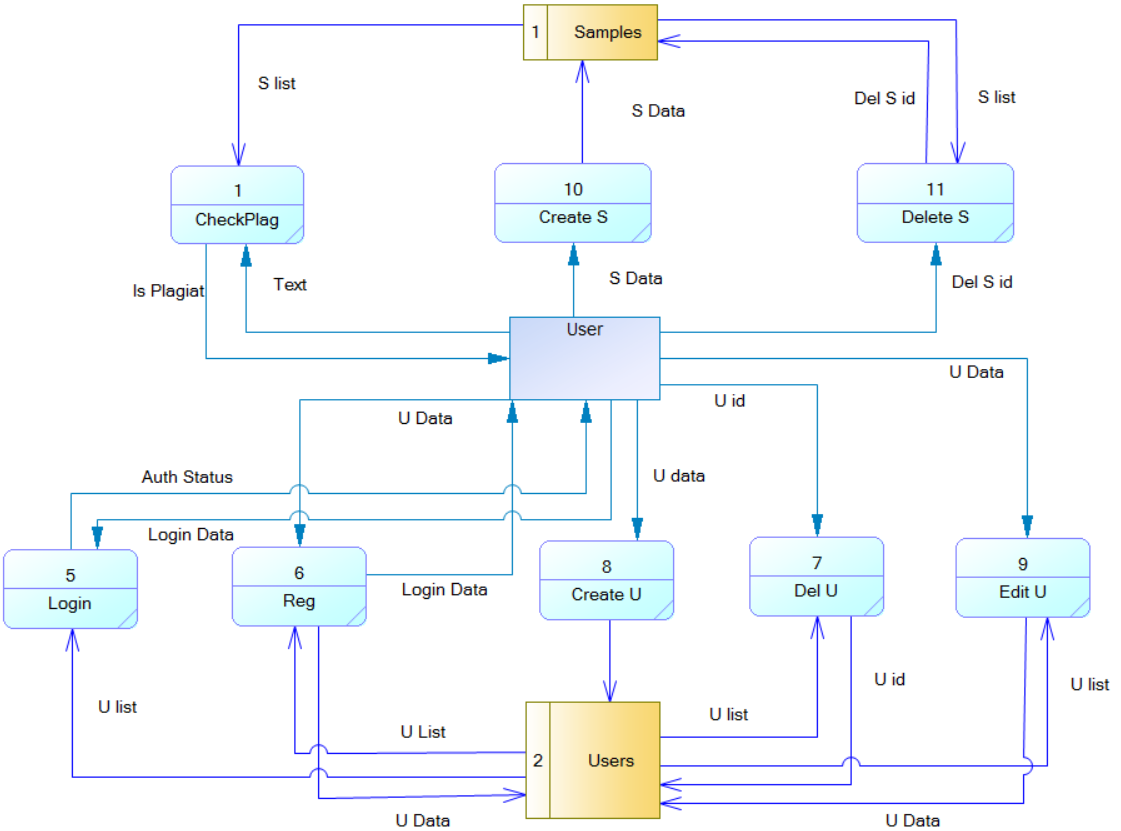 1 Samples
S list
S Data
Del S id
S list
1
CheckPlag
10
Create S
11
Delete S
Is Plagiat
Text
S Data
Del S id
User
U Data
U id
U Data
Auth Status
U data
Login Data
5
Login
6
Reg
Login Data
8
Create U
7
Del U
9
Edit U
U list
U List
U list
U id
U list
2 Users
U Data
U Data